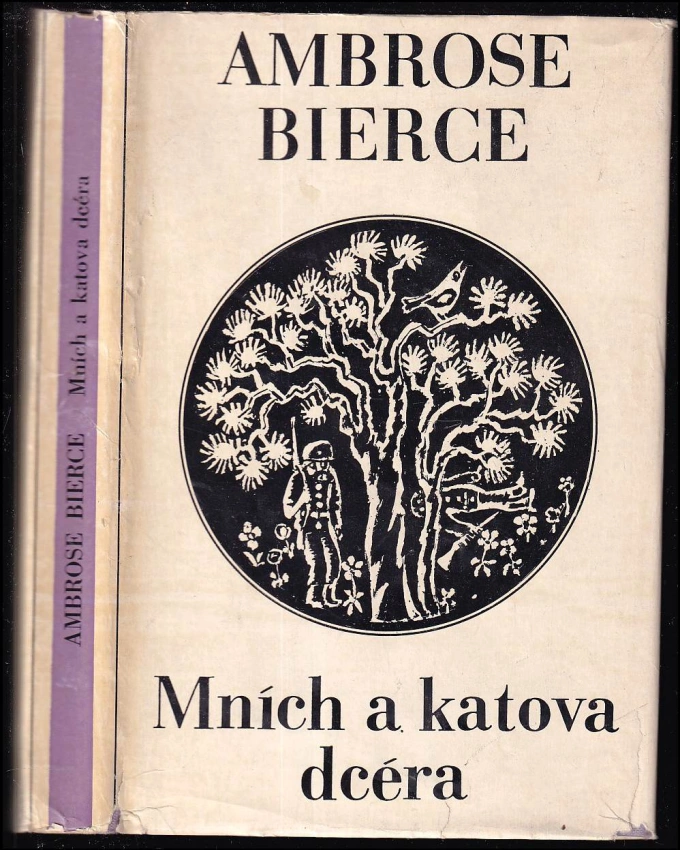 AMBROSE
BIERCE
Mních a katova
dcéra
AMBROSE BIERCE Mních a katova dcéra